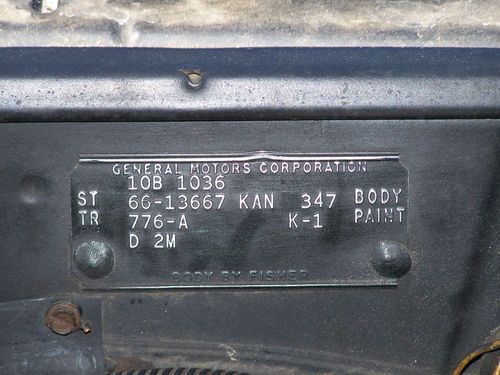 GENERAL MOTORS CORPORATION
10B 1036
ST 66-13667 KAN 347 BODY
TR 776-A K-1 PAINT
D 2M
BODY BY FISHER